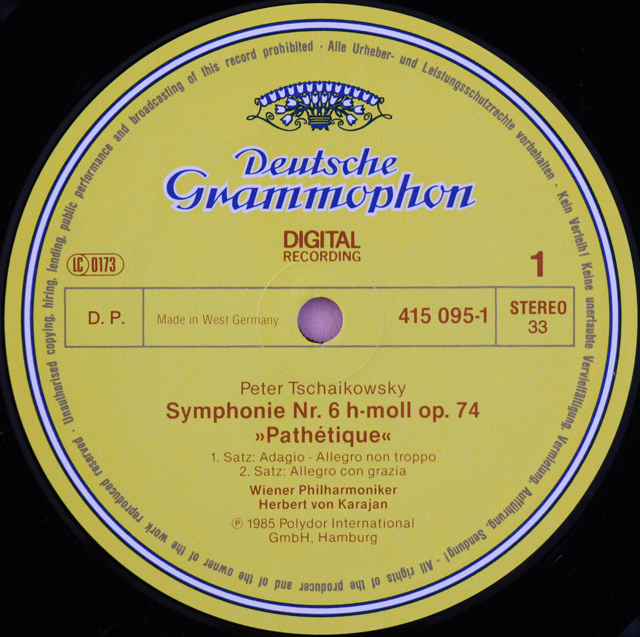 Unauthorised copying, hiring, lending, public performance and broadcasting of this record prohibited · Alle Urheber- und Leistungsschutzrechte vorbehalten · Kein Verleih! Keine unerlaubte Vervielfältigung, Vermietung, Aufführung, Sendung! · All rights of the producer and of the owner of the work reproduced reserved ·
Deutsche
Grammophon
DIGITAL
RECORDING
LC 0173
1
D. P.
Made in West Germany
415 095-1
STEREO
33
Peter Tschaikowsky
Symphonie Nr. 6 h-moll op. 74
»Pathétique«
1. Satz: Adagio · Allegro non troppo
2. Satz: Allegro con grazia
Wiener Philharmoniker
Herbert von Karajan
Ⓟ 1985 Polydor International
GmbH, Hamburg